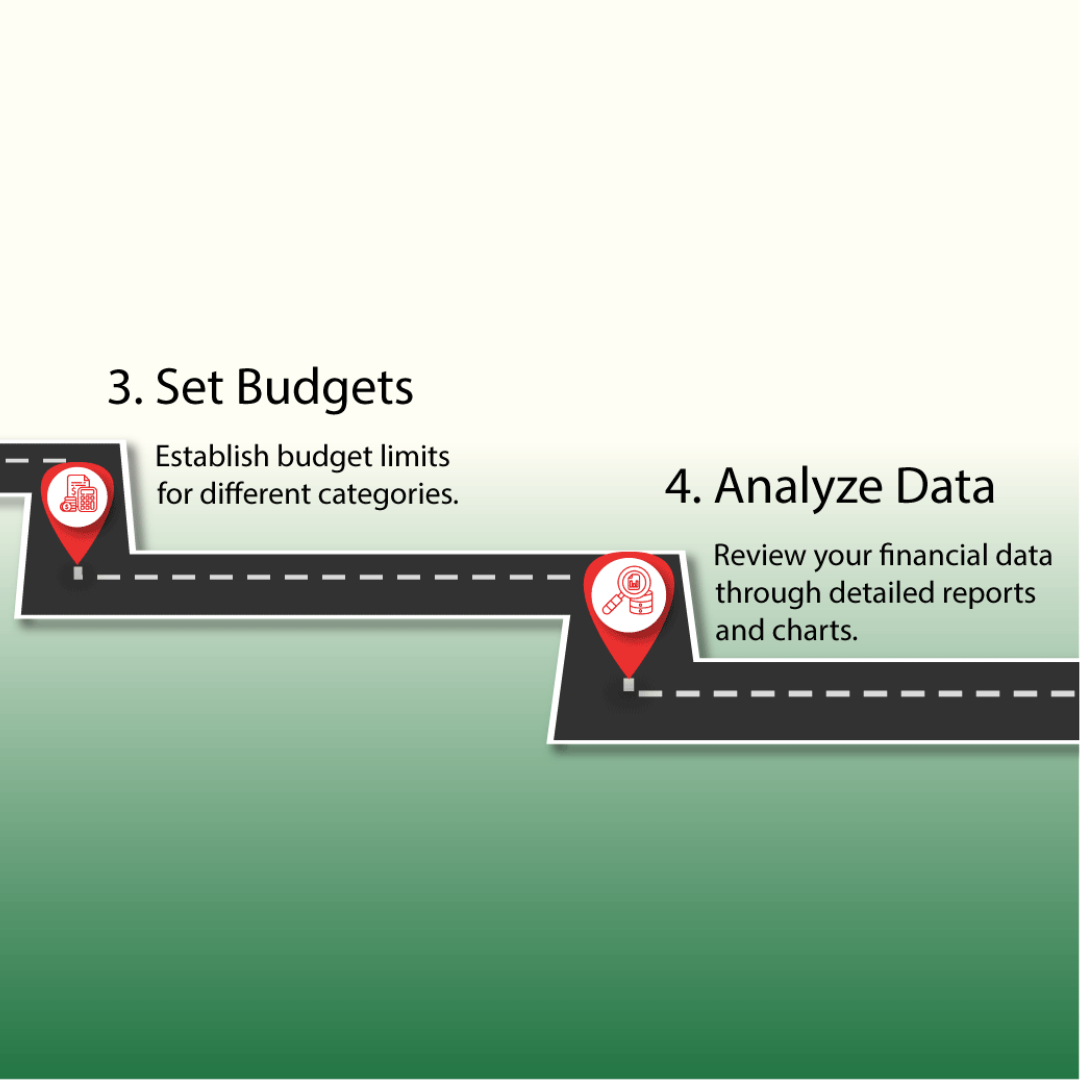 3. Set Budgets
Establish budget limits
for different categories.
4. Analyze Data
Review your financial data
through detailed reports
and charts.